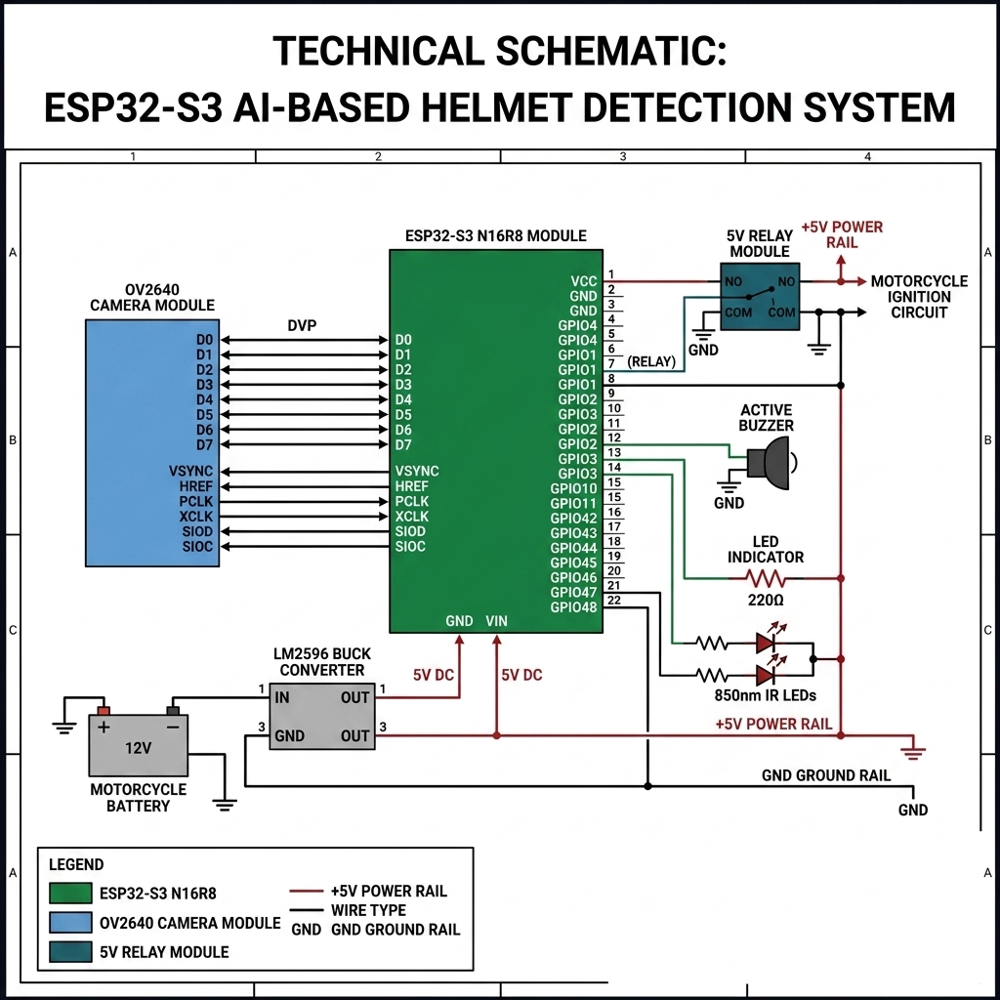 TECHNICAL SCHEMATIC:
ESP32-S3 AI-BASED HELMET DETECTION SYSTEM
1
2
3
4
A
A
B
B
C
C
A
A
OV2640
CAMERA MODULE
D0
D1
D2
D3
D4
D5
D6
D7
VSYNC
HREF
PCLK
XCLK
SIOD
SIOC
DVP
ESP32-S3 N16R8 MODULE
D0
D1
D2
D3
D4
D5
D6
D7
VSYNC
HREF
PCLK
XCLK
SIOD
SIOC
VCC 1
GND 2
GND 3
GPIO4 4
GPIO4 5
GPIO1 6
GPIO1 7
GPIO1 8
GPIO2 9
GPIO3 10
GPIO2 11
GPIO2 12
GPIO3 13
GPIO3 14
GPIO10 15
GPIO11 15
GPIO42 16
GPIO43 17
GPIO44 18
GPIO45 19
GPIO46 20
GPIO47 21
GPIO48 22
GND VIN
(RELAY)
5V RELAY
MODULE
NO NO
COM COM
GND
+5V POWER
RAIL
MOTORCYCLE
IGNITION
CIRCUIT
ACTIVE
BUZZER
GND
LED
INDICATOR
220Ω
850nm IR LEDs
5V DC
5V DC
LM2596 BUCK
CONVERTER
1 IN OUT 1
3 GND OUT 3
+ −
12V
MOTORCYCLE
BATTERY
+5V POWER RAIL
GND GROUND RAIL
GND
LEGEND
ESP32-S3 N16R8
OV2640 CAMERA MODULE
5V RELAY MODULE
+5V POWER RAIL
WIRE TYPE
GND GND GROUND RAIL